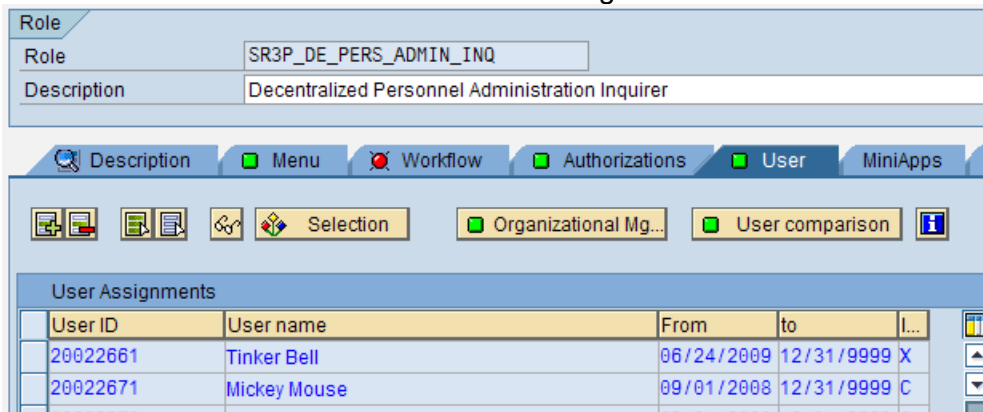 Role
Role SR3P_DE_PERS_ADMIN_INQ
Description Decentralized Personnel Administration Inquirer
Description Menu Workflow Authorizations User MiniApps
Selection Organizational Mg... User comparison
User Assignments
User ID User name From to I...
20022661 Tinker Bell 06/24/2009 12/31/9999 X
20022671 Mickey Mouse 09/01/2008 12/31/9999 C